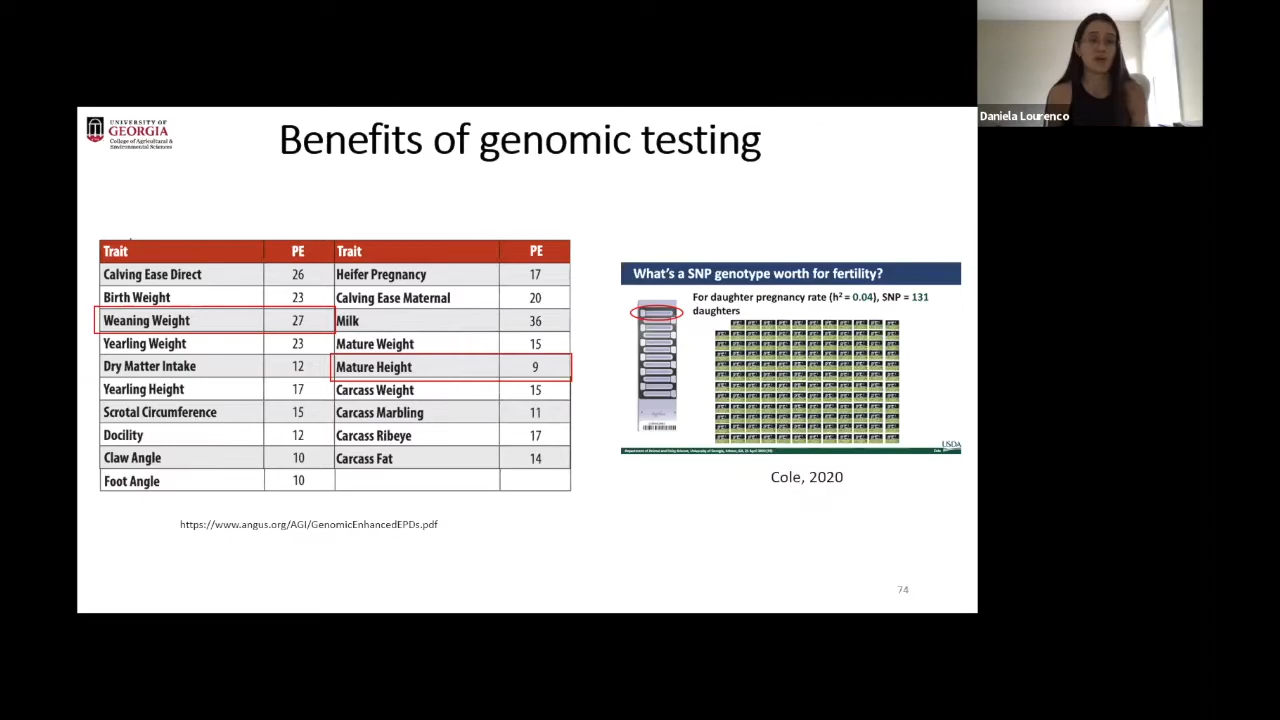 Daniela Lourenco
UNIVERSITY OF
GEORGIA
College of Agricultural &
Environmental Sciences
Benefits of genomic testing
Trait PE Trait PE
Calving Ease Direct 26 Heifer Pregnancy 17
Birth Weight 23 Calving Ease Maternal 20
Weaning Weight 27 Milk 36
Yearling Weight 23 Mature Weight 15
Dry Matter Intake 12 Mature Height 9
Yearling Height 17 Carcass Weight 15
Scrotal Circumference 15 Carcass Marbling 11
Docility 12 Carcass Ribeye 17
Claw Angle 10 Carcass Fat 14
Foot Angle 10
https://www.angus.org/AGI/GenomicEnhancedEPDs.pdf
What's a SNP genotype worth for fertility?
For daughter pregnancy rate (h² = 0.04), SNP = 131
daughters
USDA
Cole, 2020
74